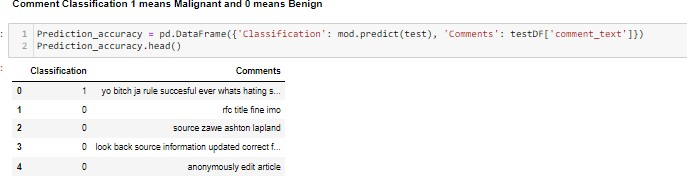 Comment Classification 1 means Malignant and 0 means Benign
1 Prediction_accuracy = pd.DataFrame({'Classification': mod.predict(test), 'Comments': testDF['comment_text']})
2 Prediction_accuracy.head()
Classification Comments
0 1 yo bitch ja rule succesful ever whats hating s...
1 0 rfc title fine imo
2 0 source zawe ashton lapland
3 0 look back source information updated correct f...
4 0 anonymously edit article